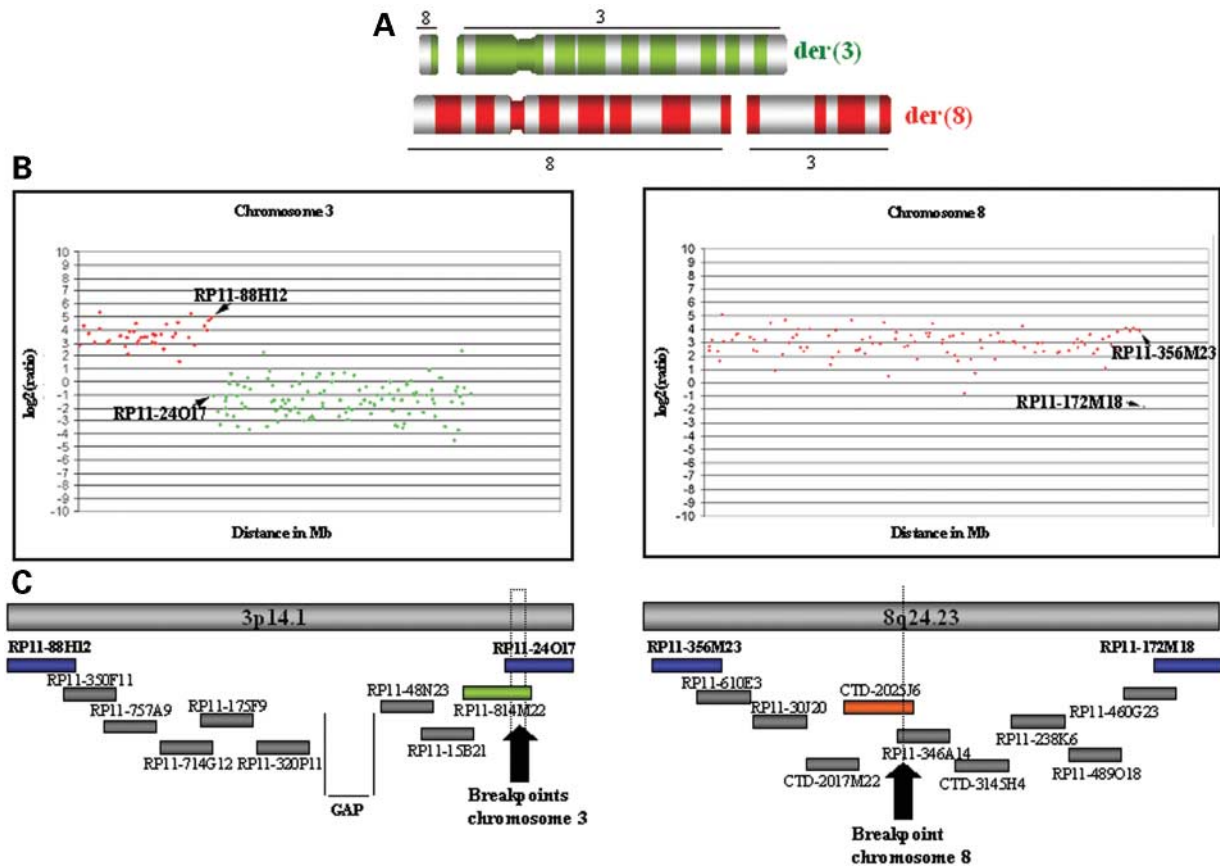 A
8 3
der(3)
der(8)
8 3
B
Chromosome 3
10
9
8
7
6
5
4
3
2
1
0
-1
-2
-3
-4
-5
-6
-7
-8
-9
-10
log2(ratio)
RP11-88H12
RP11-24O17
Distance in Mb
Chromosome 8
10
9
8
7
6
5
4
3
2
1
0
-1
-2
-3
-4
-5
-6
-7
-8
-9
-10
log2(ratio)
RP11-356M23
RP11-172M18
Distance in Mb
C
3p14.1
RP11-88H12
RP11-24O17
RP11-350F11
RP11-48N23
RP11-175F9
RP11-814M22
RP11-757A9
RP11-15B21
RP11-714G12
RP11-320P11
GAP
Breakpoints
chromosome 3
8q24.23
RP11-356M23
RP11-172M18
RP11-610E3
CTD-2025J6
RP11-460G23
RP11-30J20
RP11-346A14
RP11-238K6
CTD-2017M22
CTD-3145H4
RP11-489O18
Breakpoint
chromosome 8